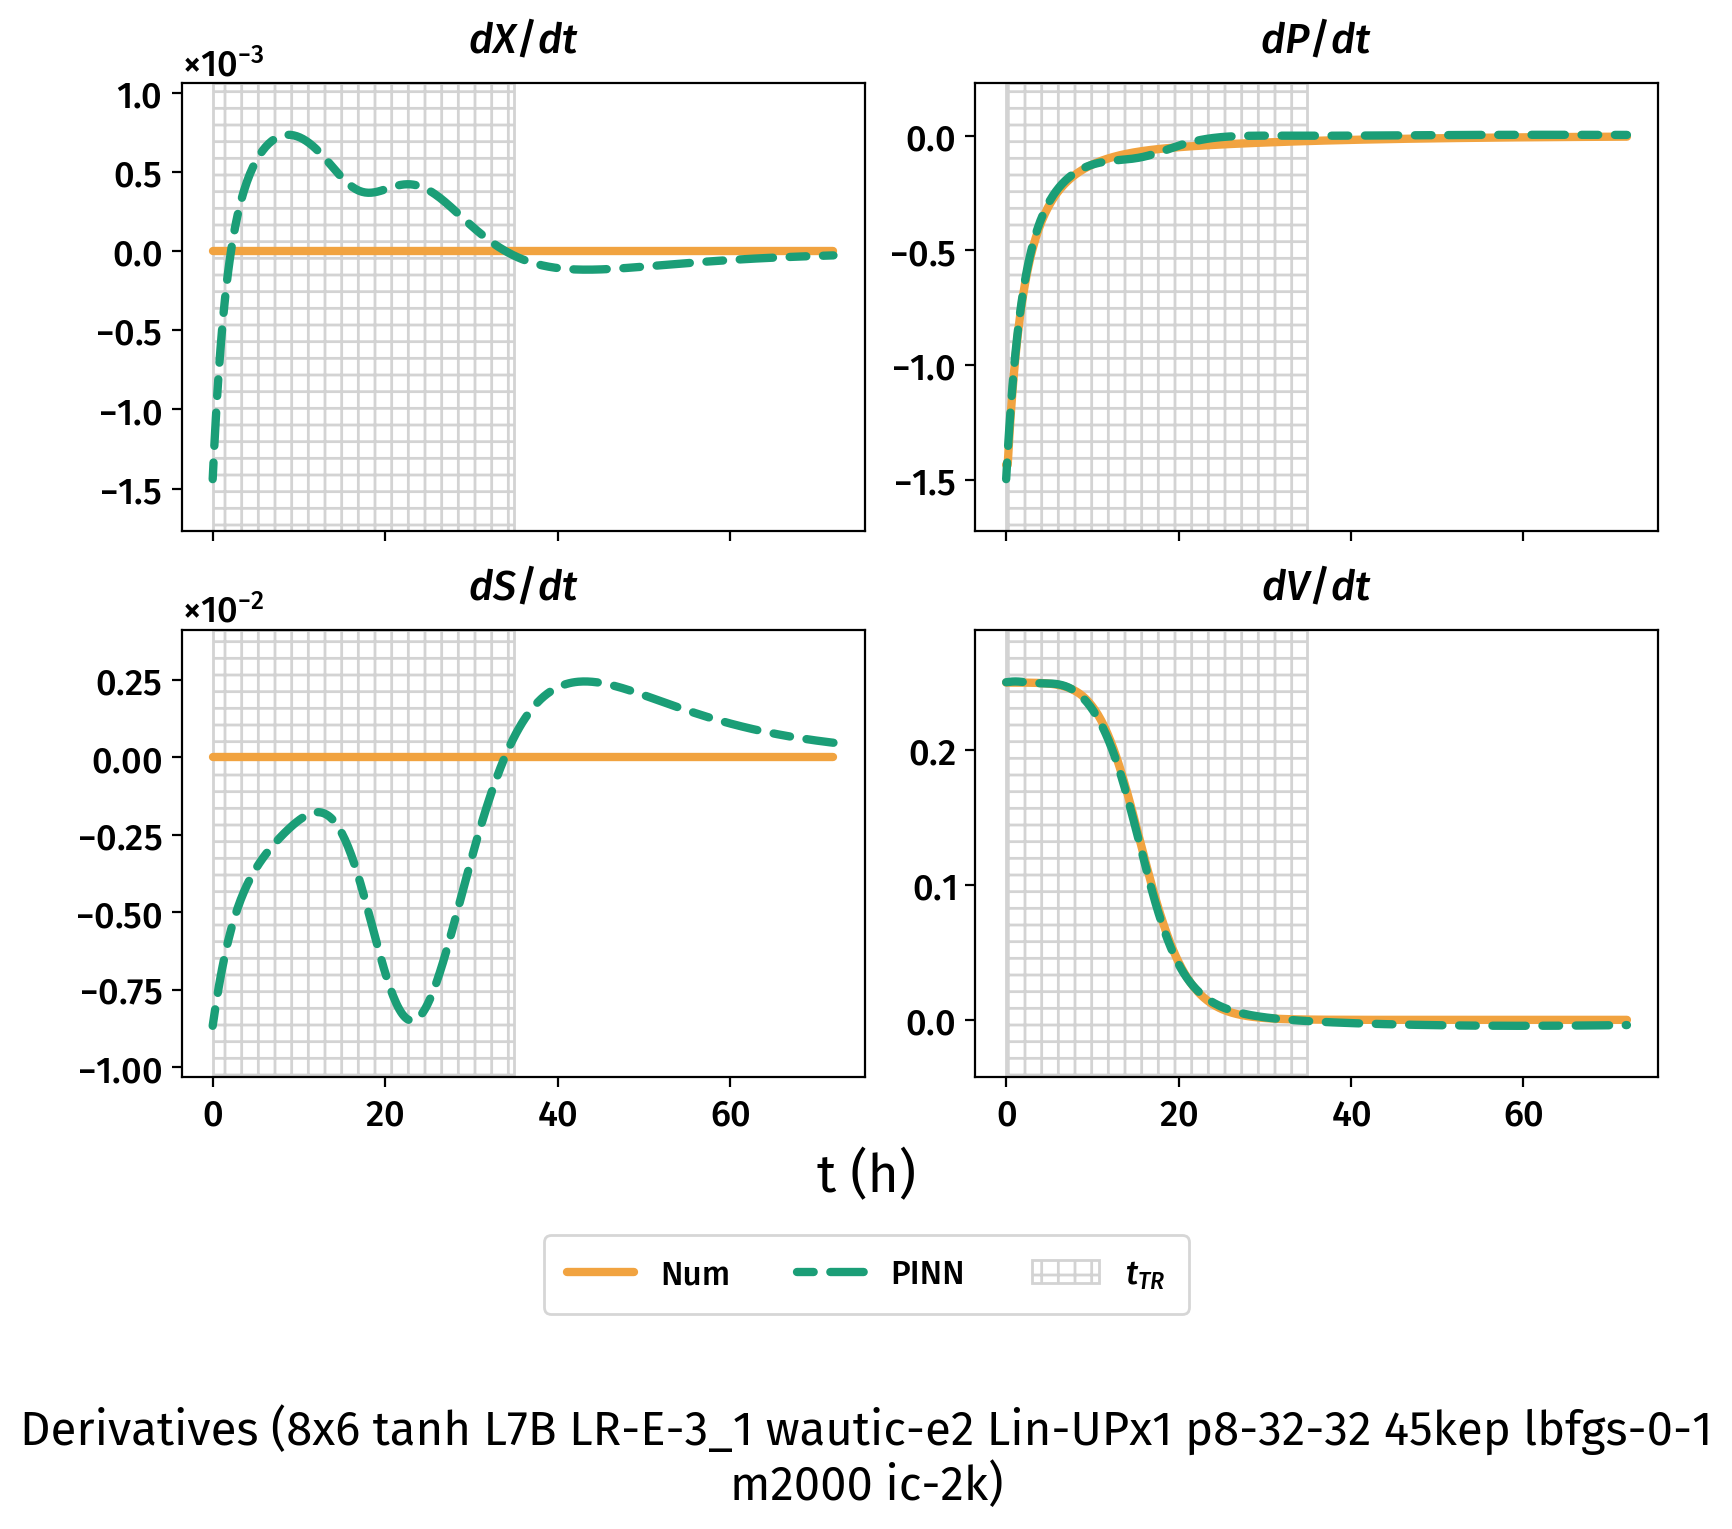 dX/dt
×10⁻³
1.0
0.5
0.0
−0.5
−1.0
−1.5
dP/dt
0.0
−0.5
−1.0
−1.5
dS/dt
×10⁻²
0.25
0.00
−0.25
−0.50
−0.75
−1.00
0 20 40 60
dV/dt
0.2
0.1
0.0
0 20 40 60
t (h)
Num PINN t_TR
Derivatives (8x6 tanh L7B LR-E-3_1 wautic-e2 Lin-UPx1 p8-32-32 45kep lbfgs-0-1
m2000 ic-2k)